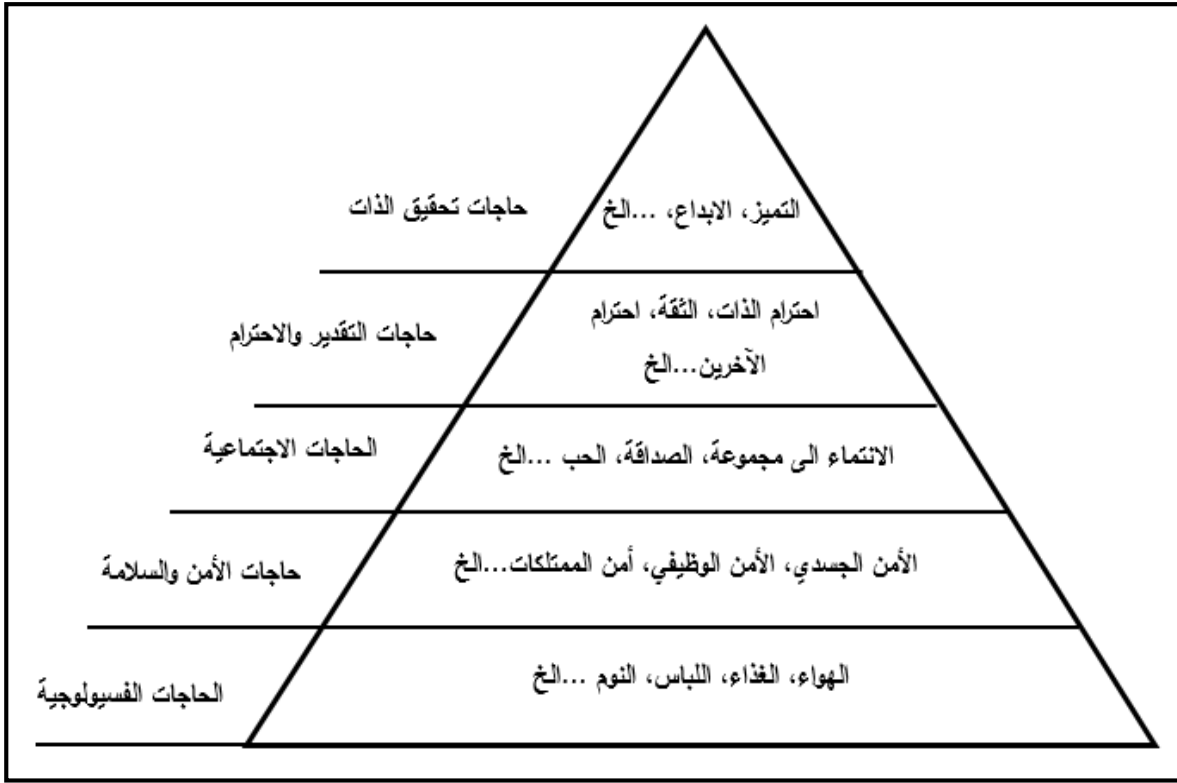 حاجات تحقيق الذات
التميز، الابداع، ...الخ
حاجات التقدير والاحترام
احترام الذات، الثقة، احترام
الآخرين...الخ
الحاجات الاجتماعية
الانتماء الى مجموعة، الصداقة، الحب ...الخ
حاجات الأمن والسلامة
الأمن الجسدي، الأمن الوظيفي، أمن الممتلكات...الخ
الحاجات الفسيولوجية
الهواء، الغذاء، اللباس، النوم ...الخ